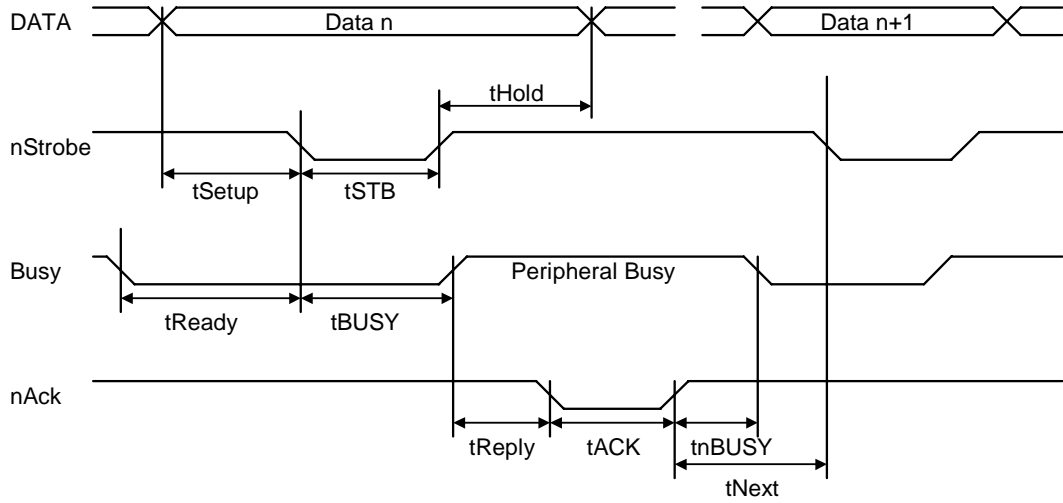 DATA Data n Data n+1
tHold
nStrobe
tSetup tSTB
Busy Peripheral Busy
tReady tBUSY
nAck
tReply tACK tnBUSY
tNext